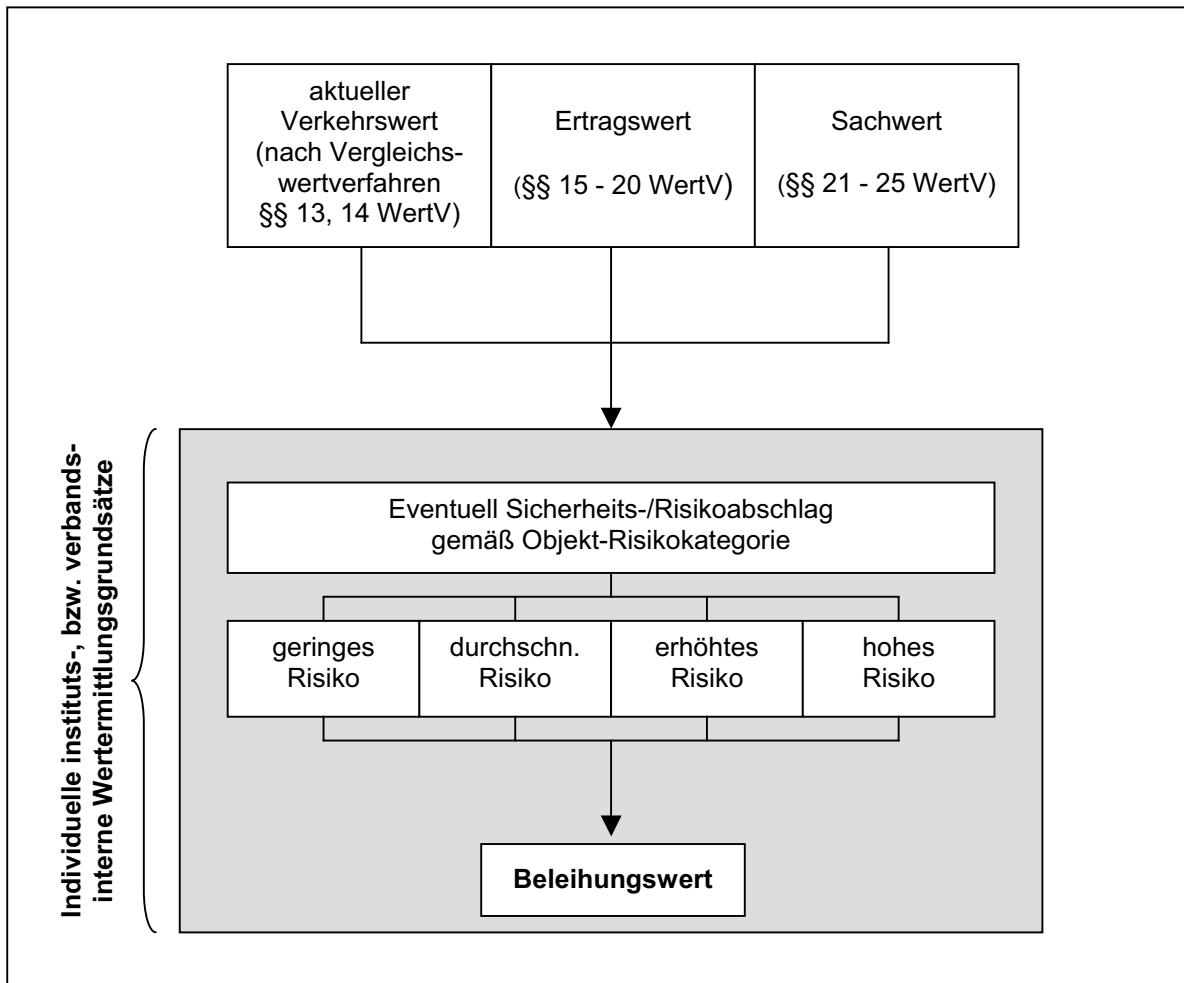 aktueller
Verkehrswert
(nach Vergleichs-
wertverfahren
§§ 13, 14 WertV)
Ertragswert
(§§ 15 - 20 WertV)
Sachwert
(§§ 21 - 25 WertV)
Individuelle instituts-, bzw. verbands-
interne Wertermittlungsgrundsätze
Eventuell Sicherheits-/Risikoabschlag
gemäß Objekt-Risikokategorie
geringes
Risiko
durchschn.
Risiko
erhöhtes
Risiko
hohes
Risiko
Beleihungswert